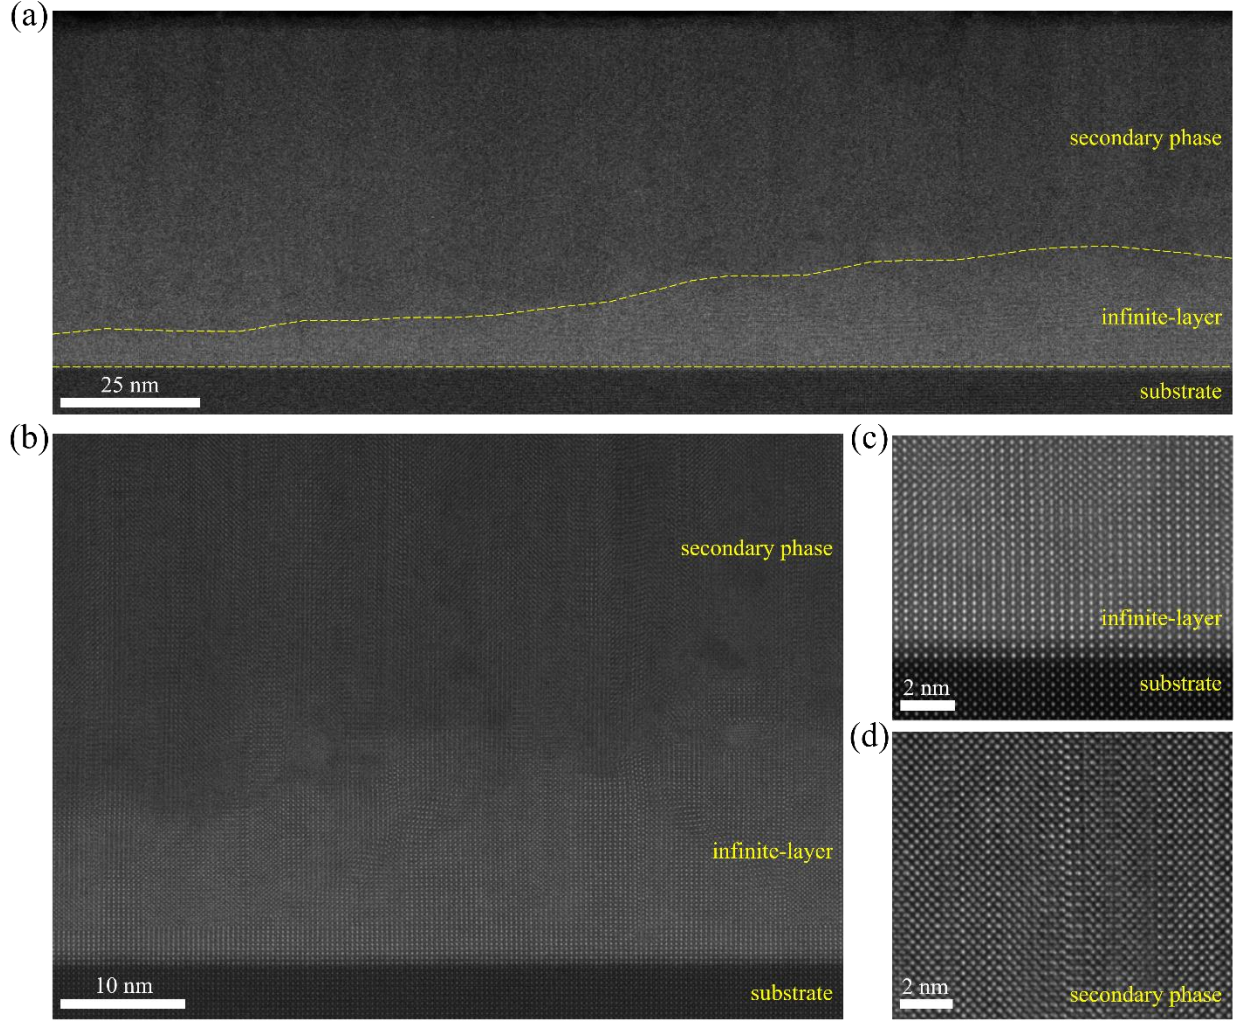 (a)
secondary phase
infinite-layer
25 nm
substrate
(b)
secondary phase
infinite-layer
10 nm
substrate
(c)
infinite-layer
2 nm
substrate
(d)
2 nm
secondary phase